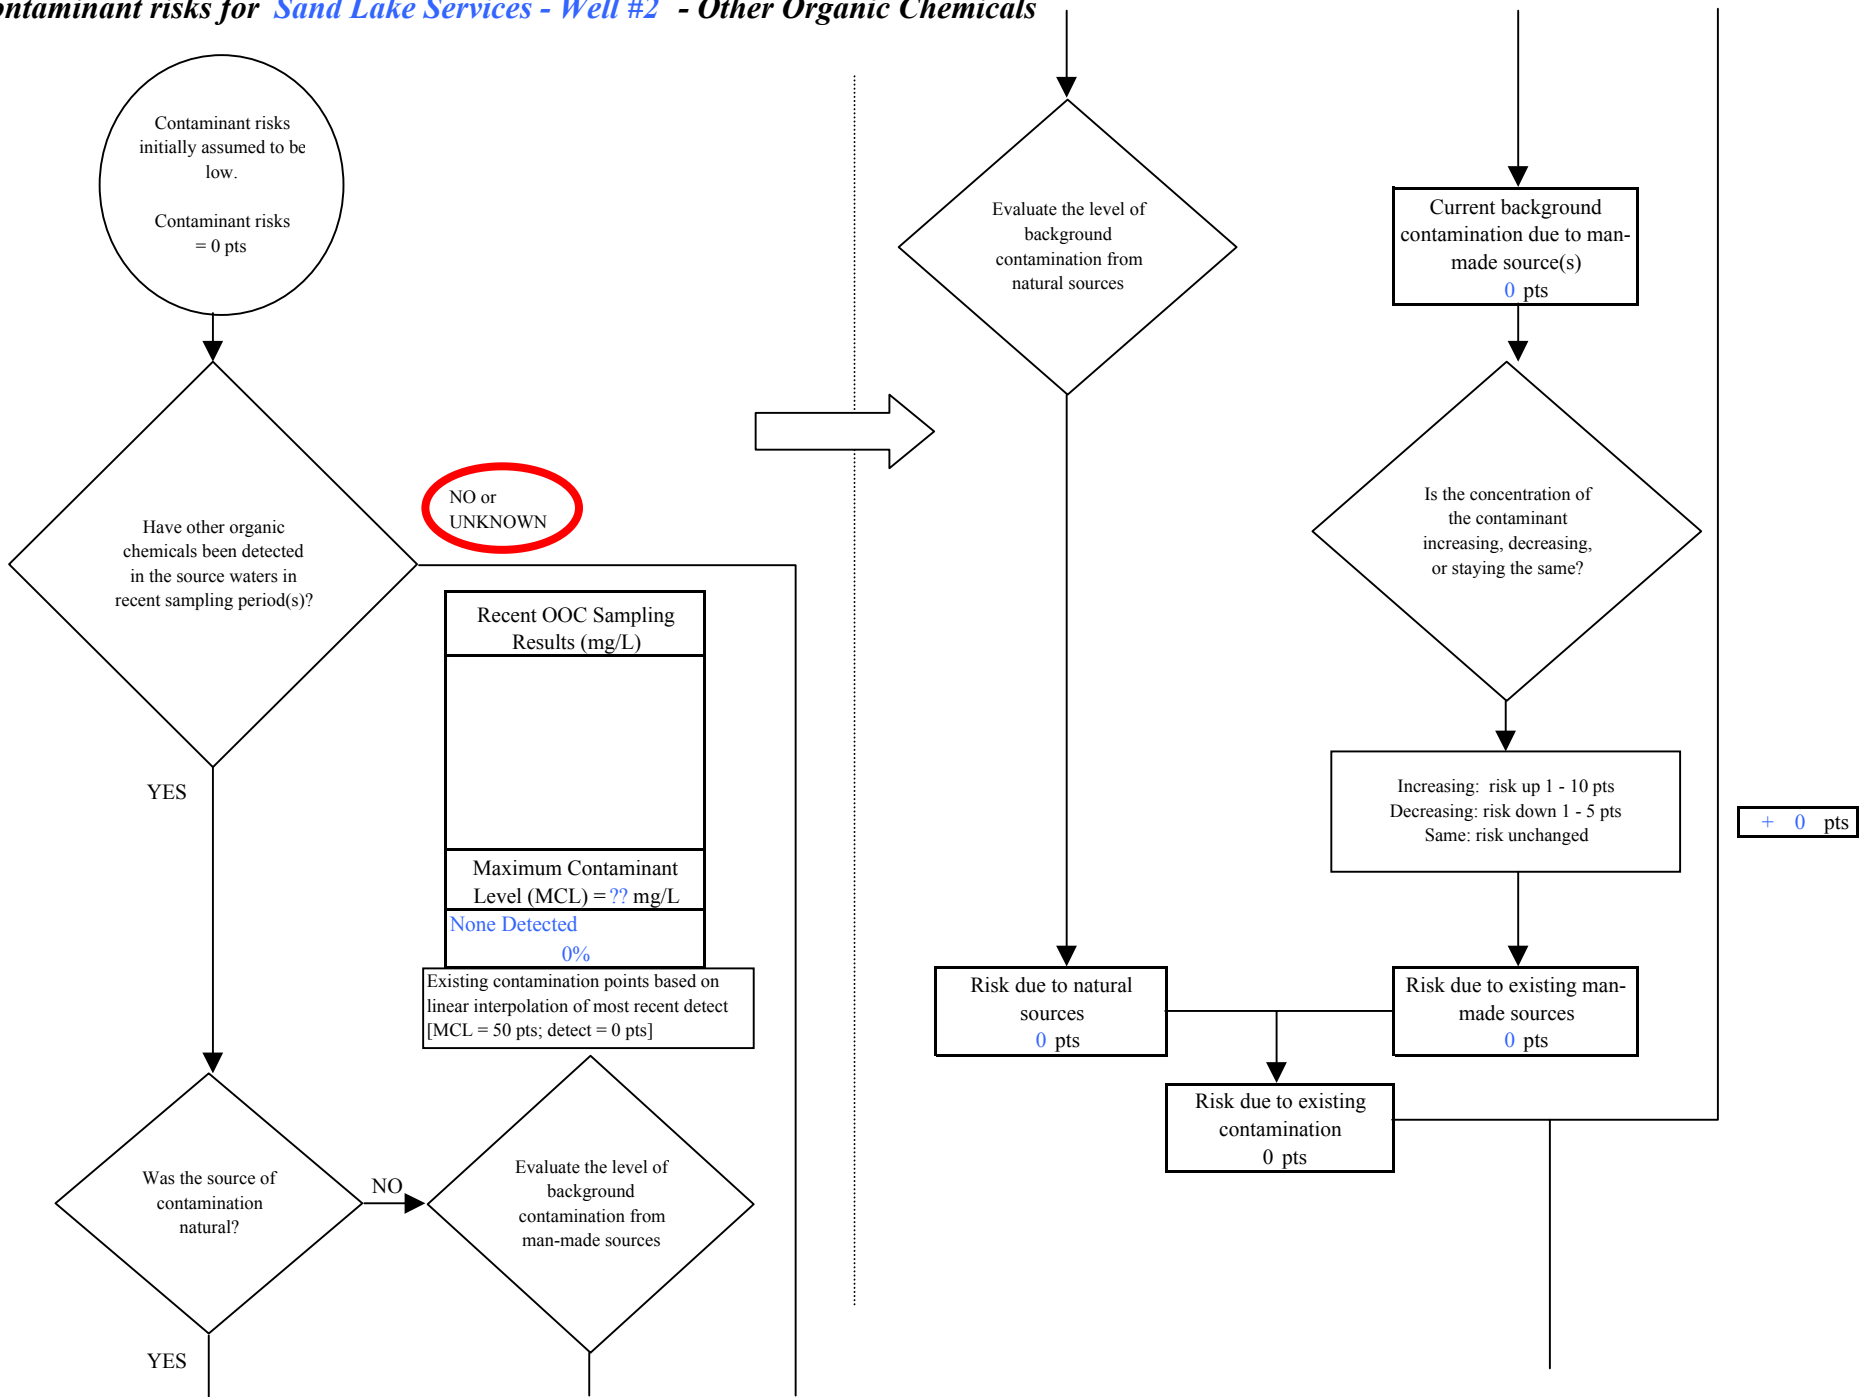 ontaminant risks for Sand Lake Services - Well #2 - Other Organic Chemicals
Contaminant risks
initially assumed to be
low.
Contaminant risks
= 0 pts
Have other organic
chemicals been detected
in the source waters in
recent sampling period(s)?
NO or
UNKNOWN
YES
Recent OOC Sampling
Results (mg/L)
Maximum Contaminant
Level (MCL) = ?? mg/L
None Detected
0%
Existing contamination points based on
linear interpolation of most recent detect
[MCL = 50 pts; detect = 0 pts]
Was the source of
contamination
natural?
NO
YES
Evaluate the level of
background
contamination from
man-made sources
Evaluate the level of
background
contamination from
natural sources
Current background
contamination due to man-
made source(s)
0 pts
Is the concentration of
the contaminant
increasing, decreasing,
or staying the same?
Increasing: risk up 1 - 10 pts
Decreasing: risk down 1 - 5 pts
Same: risk unchanged
+ 0 pts
Risk due to natural
sources
0 pts
Risk due to existing man-
made sources
0 pts
Risk due to existing
contamination
0 pts